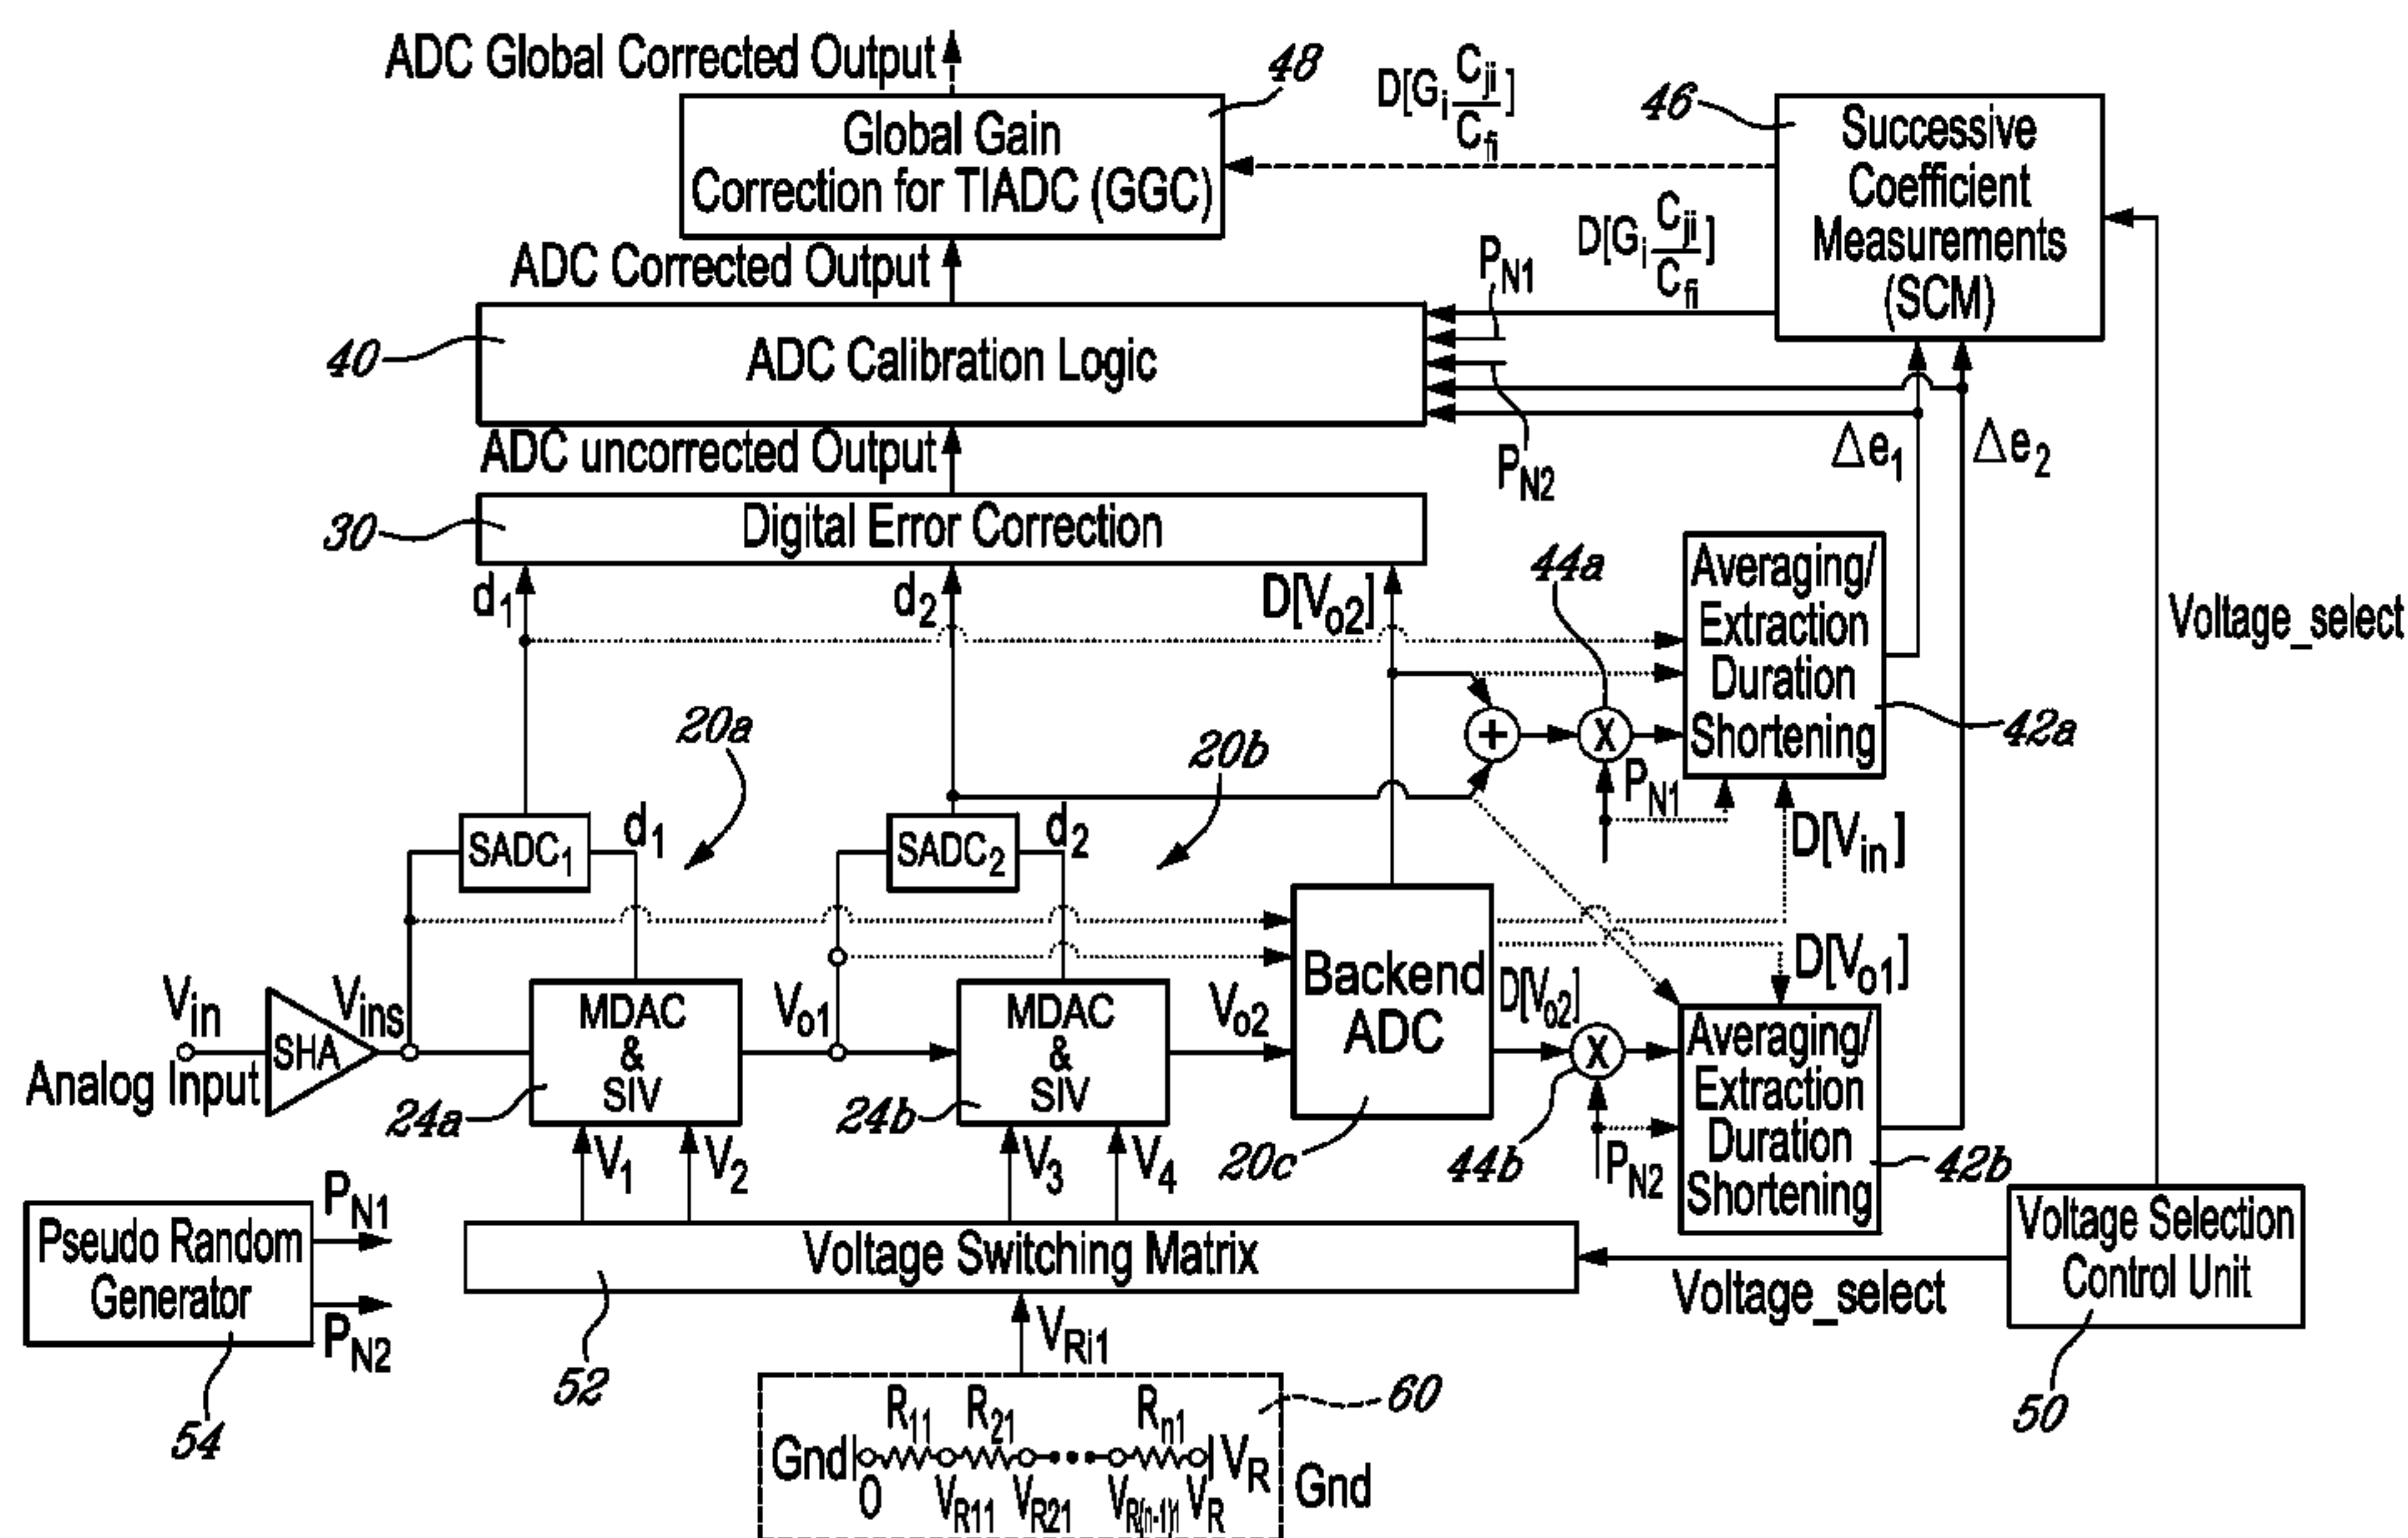 ADC Global Corrected Output
48
Global Gain
Correction for TIADC (GGC)
D[G_i C_ji / C_fi]
46
Successive
Coefficient
Measurements
(SCM)
ADC Corrected Output
D[G_i C_ji / C_fi]
P_N1
40
ADC Calibration Logic
P_N2
ADC uncorrected Output
Δe_1
Δe_2
30
Digital Error Correction
d_1
d_2
D[V_o2]
44a
Averaging/
Extraction
Duration
Shortening
42a
Voltage_select
20a
20b
+
X
P_N1
D[V_in]
SADC_1
d_1
SADC_2
d_2
D[V_o1]
V_in
Analog Input
SHA
V_ins
MDAC
&
SIV
24a
V_o1
MDAC
&
SIV
24b
V_o2
Backend
ADC
20c
D[V_o2]
X
44b
P_N2
Averaging/
Extraction
Duration
Shortening
42b
V_1
V_2
V_3
V_4
Pseudo Random
Generator
P_N1
P_N2
54
Voltage Switching Matrix
52
Voltage_select
Voltage Selection
Control Unit
50
V_Ri1
60
R_11
R_21
R_n1
Gnd
V_R
Gnd
0
V_R11
V_R21
V_R(n-1)1
V_R